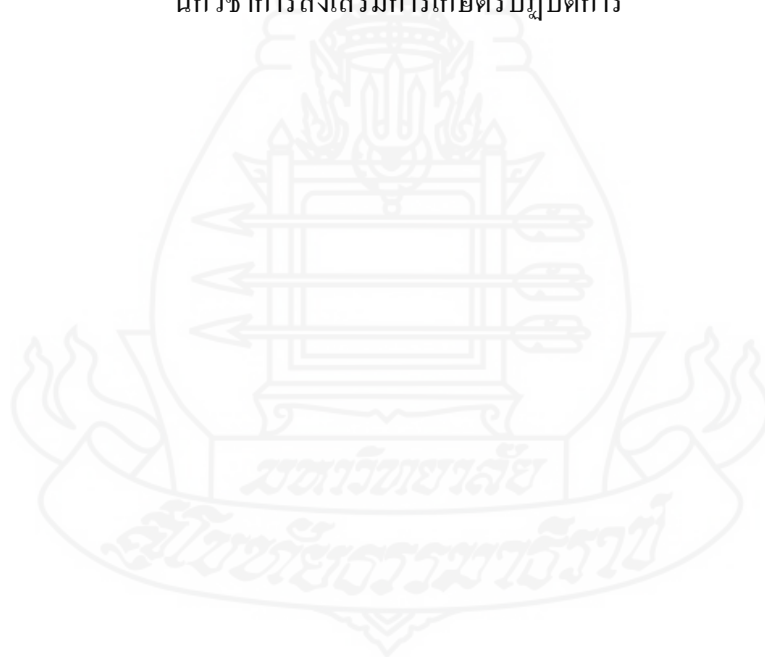 นักวิชาการส่งเสริมการเกษตรปฏิบัติการ
มหาวิทยาลัย
สุโขทัยธรรมาธิราช